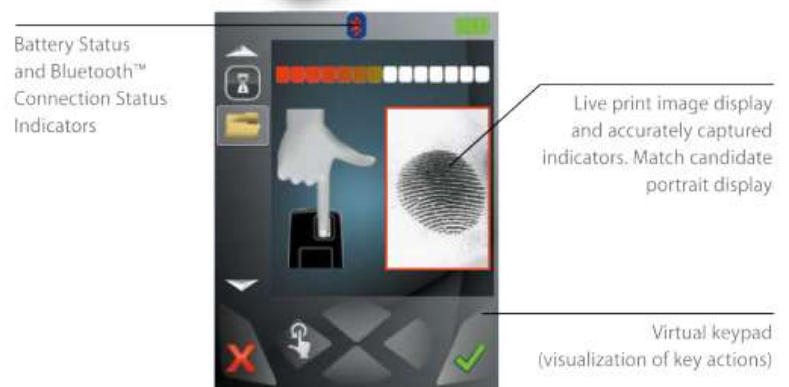 Battery Status
and Bluetooth™
Connection Status
Indicators
Live print image display
and accurately captured
indicators. Match candidate
portrait display
Virtual keypad
(visualization of key actions)